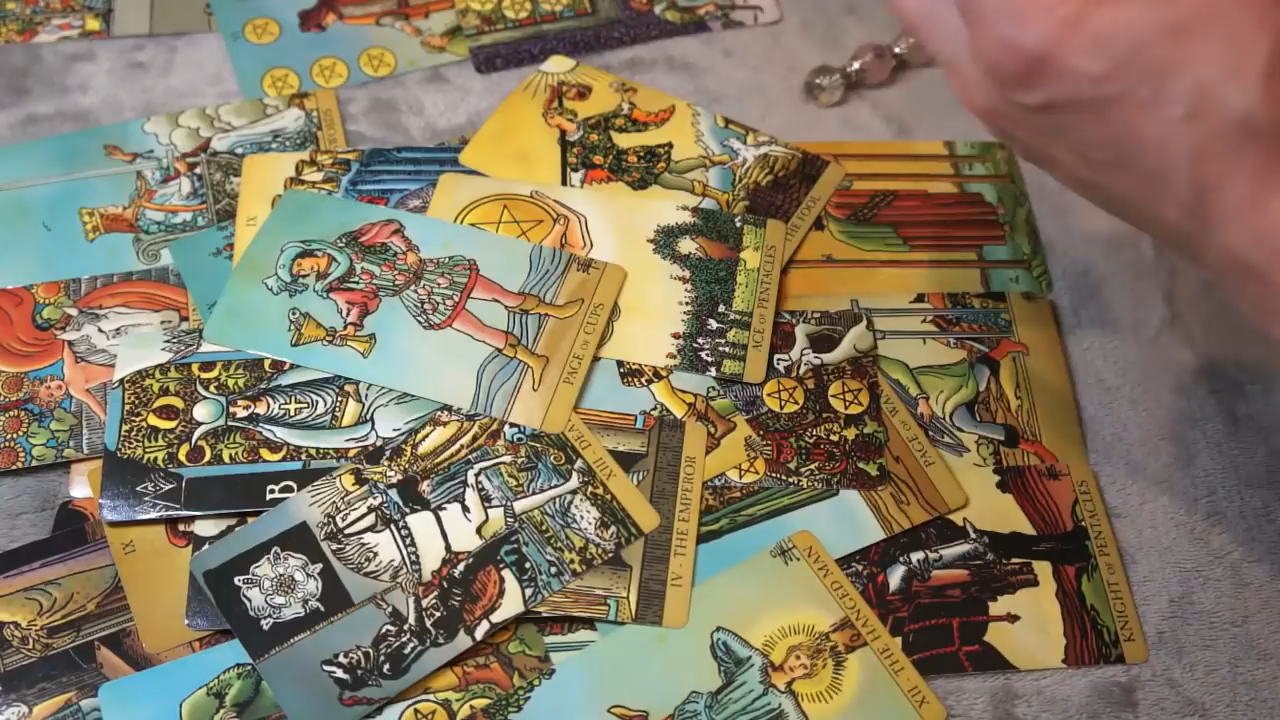 THE FOOL
IX
ACE OF PENTACLES
PAGE OF CUPS
PAGE OF WA
B
XIII - DEA
IV - THE EMPEROR
KNIGHT OF PENTACLES
IX
XII - THE HANGED MAN